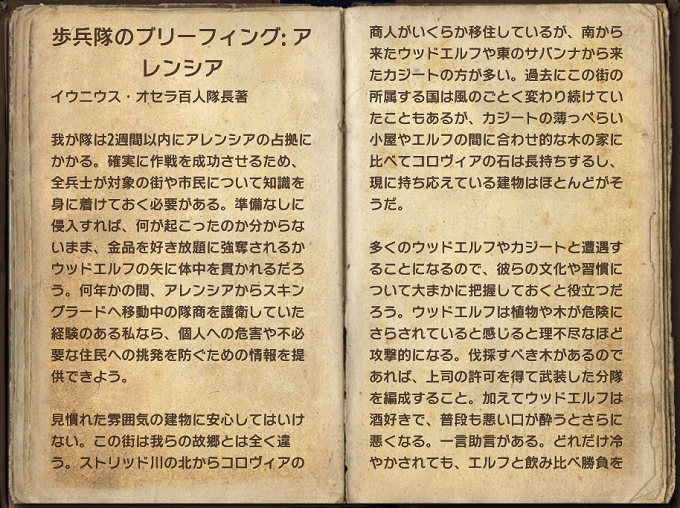 歩兵隊のブリーフィング: ア
レンシア
イウニウス・オセラ百人隊長著
我が隊は2週間以内にアレンシアの占拠に
かかる。確実に作戦を成功させるため、
全兵士が対象の街や市民について知識を
身に着けておく必要がある。準備なしに
侵入すれば、何が起こったのか分からな
いまま、金品を好き放題に強奪されるか
ウッドエルフの矢に体中を貫かれるだろ
う。何年かの間、アレンシアからスキン
グラードへ移動中の隊商を護衛していた
経験のある私なら、個人への危害や不必
要な住民への挑発を防ぐための情報を提
供できよう。
見慣れた雰囲気の建物に安心してはいけ
ない。この街は我らの故郷とは全く違
う。ストリッド川の北からコロヴィアの
商人がいくらか移住しているが、南から
来たウッドエルフや東のサバンナから来
たカジートの方が多い。過去にこの街の
所属する国は風のごとく変わり続けてい
たこともあるが、カジートの薄っぺらい
小屋やエルフの間に合わせ的な木の家に
比べてコロヴィアの石は長持ちするし、
現に持ち応えている建物はほとんどがそ
うだ。
多くのウッドエルフやカジートと遭遇す
ることになるので、彼らの文化や習慣に
ついて大まかに把握しておくと役立つだ
ろう。ウッドエルフは植物や木が危険に
さらされていると感じると理不尽なほど
攻撃的になる。伐採すべき木があるので
あれば、上司の許可を得て武装した分隊
を編成すること。加えてウッドエルフは
酒好きで、普段も悪い口が酔うとさらに
悪くなる。一言助言がある。どれだけ冷
やかされても、エルフと飲み比べ勝負を